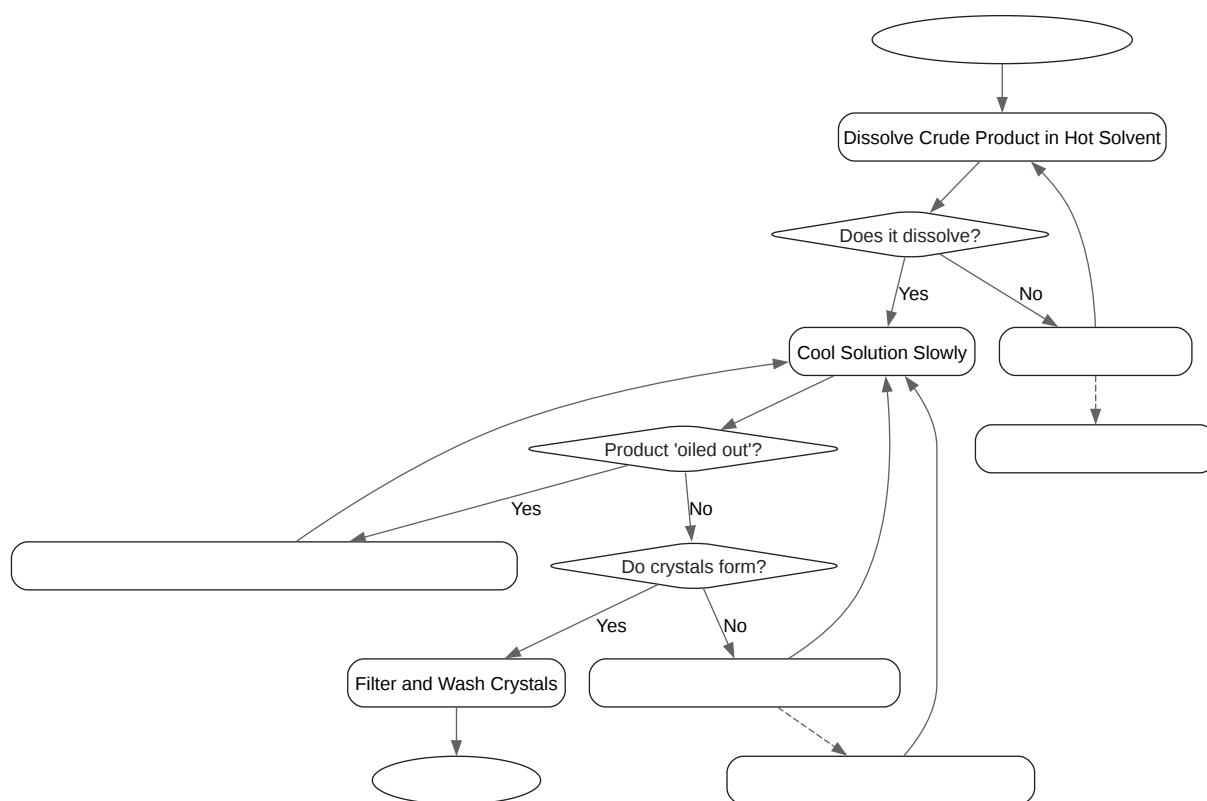 Dissolve Crude Product in Hot Solvent
Does it dissolve?
Yes
No
Cool Solution Slowly
Product 'oiled out'?
Yes
No
Do crystals form?
Yes
No
Filter and Wash Crystals